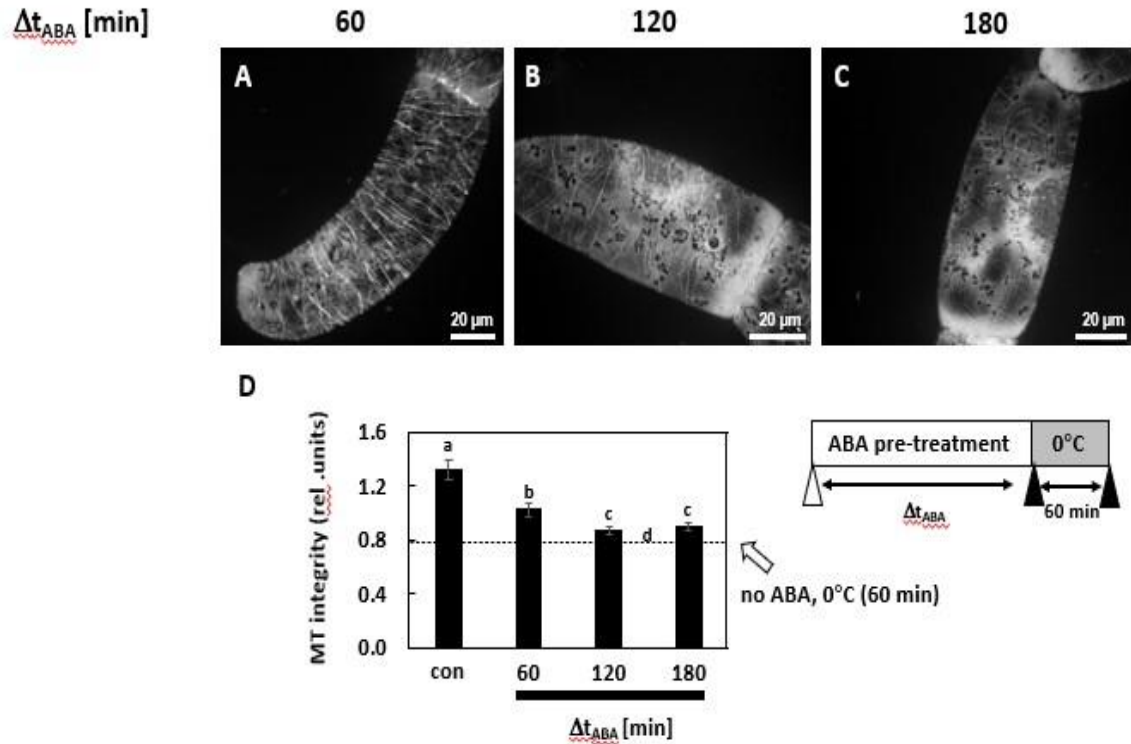 Δt_ABA [min] 60 120 180
A B C
20 µm 20 µm 20 µm
D
MT integrity (rel .units)
1.6
1.2
0.8
0.4
0.0
a
b
c
d
c
con 60 120 180
Δt_ABA [min]
no ABA, 0°C (60 min)
ABA pre-treatment 0°C
Δt_ABA 60 min